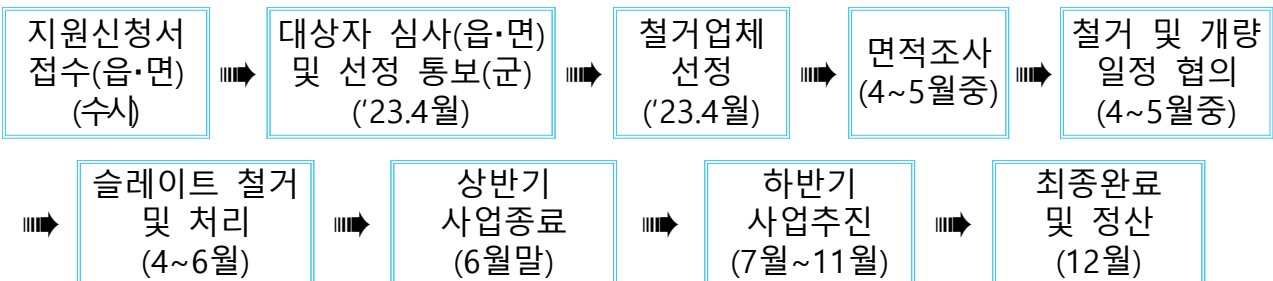 지원신청서
접수(읍·면)
(수시)
대상자 심사(읍·면)
및 선정 통보(군)
('23.4월)
철거업체
선정
('23.4월)
면적조사
(4~5월중)
철거 및 개량
일정 협의
(4~5월중)
슬레이트 철거
및 처리
(4~6월)
상반기
사업종료
(6월말)
하반기
사업추진
(7월~11월)
최종완료
및 정산
(12월)